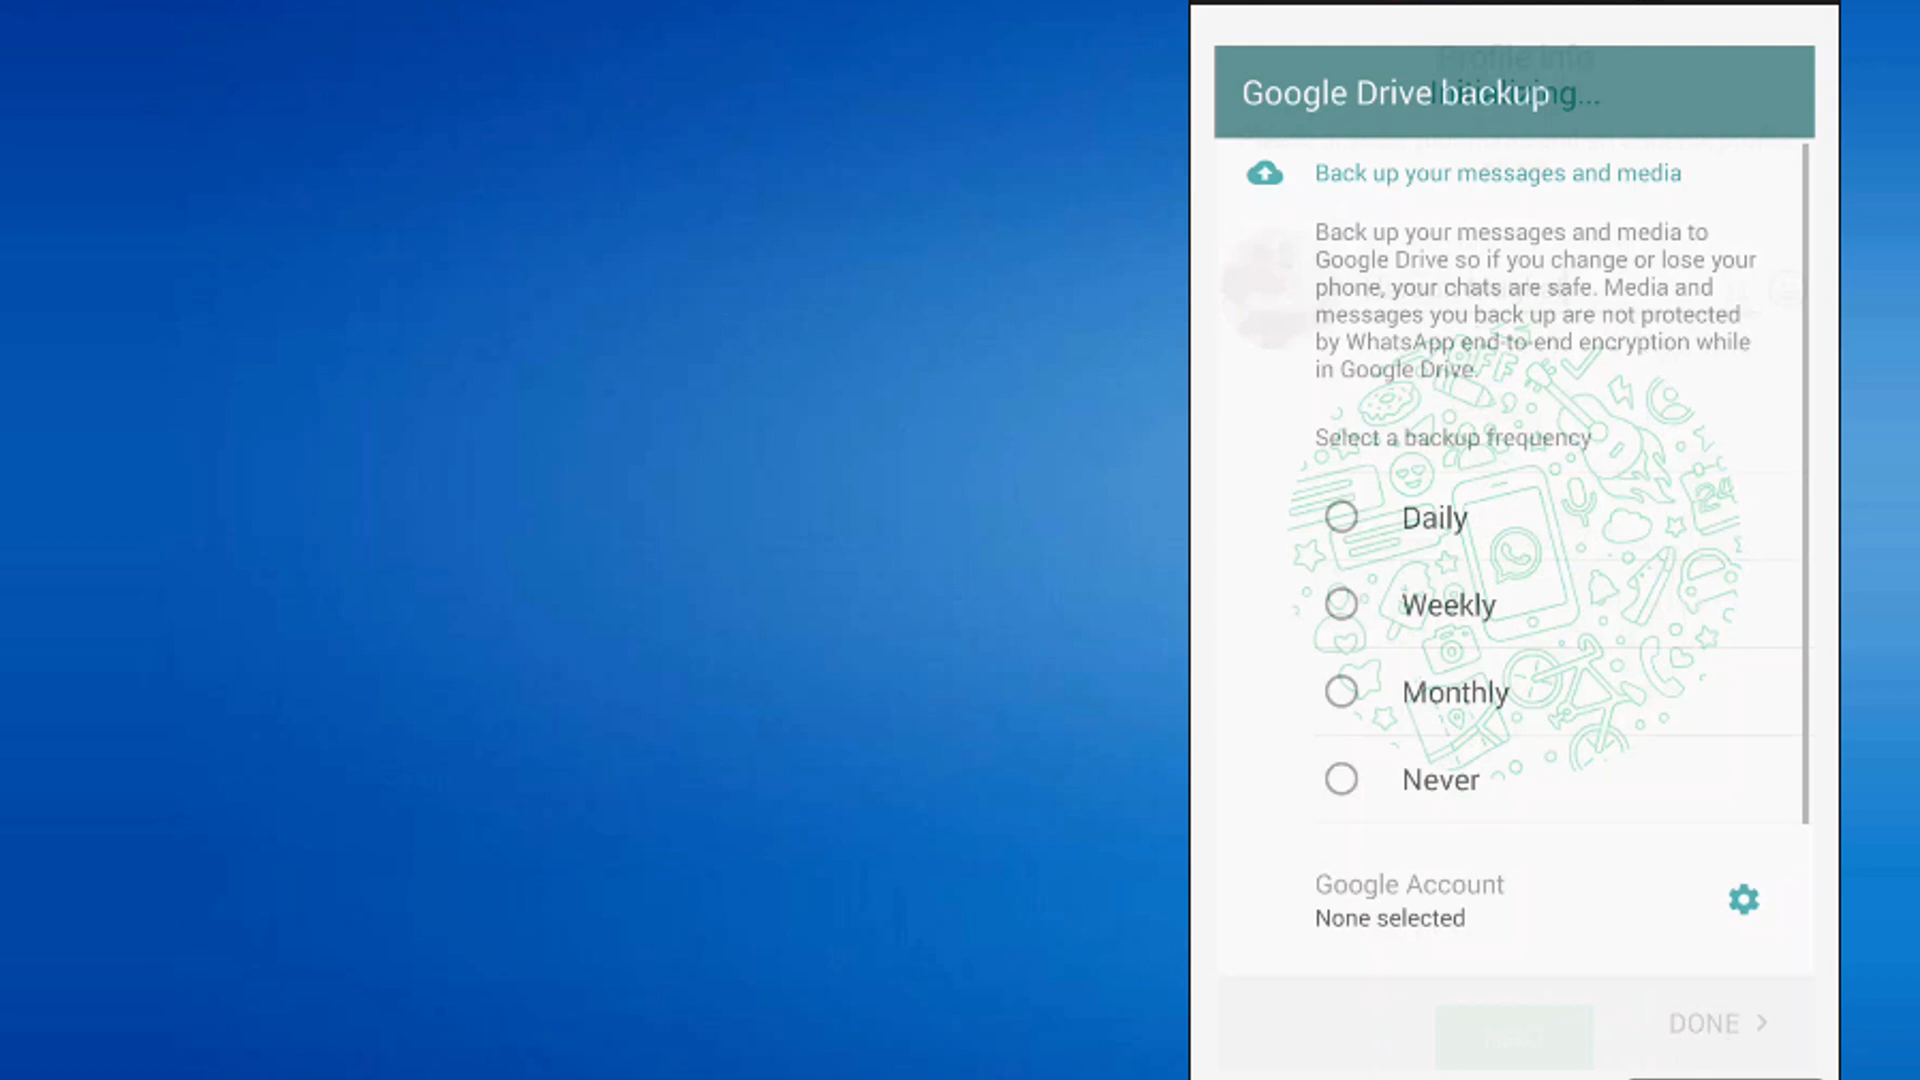 Profile info
Google Drive backup
Back up your messages and media
Back up your messages and media to
Google Drive so if you change or lose your
phone, your chats are safe. Media and
messages you back up are not protected
by WhatsApp end-to-end encryption while
in Google Drive.
Select a backup frequency
Daily
24
Weekly
Monthly
Never
Google Account
None selected
DONE